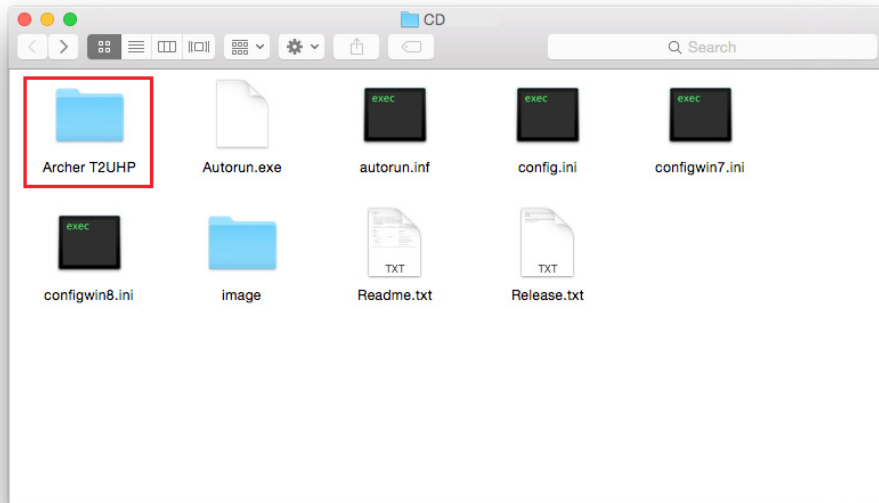 CD
Search
exec
exec
exec
Archer T2UHP
Autorun.exe
autorun.inf
config.ini
configwin7.ini
exec
TXT
TXT
configwin8.ini
image
Readme.txt
Release.txt